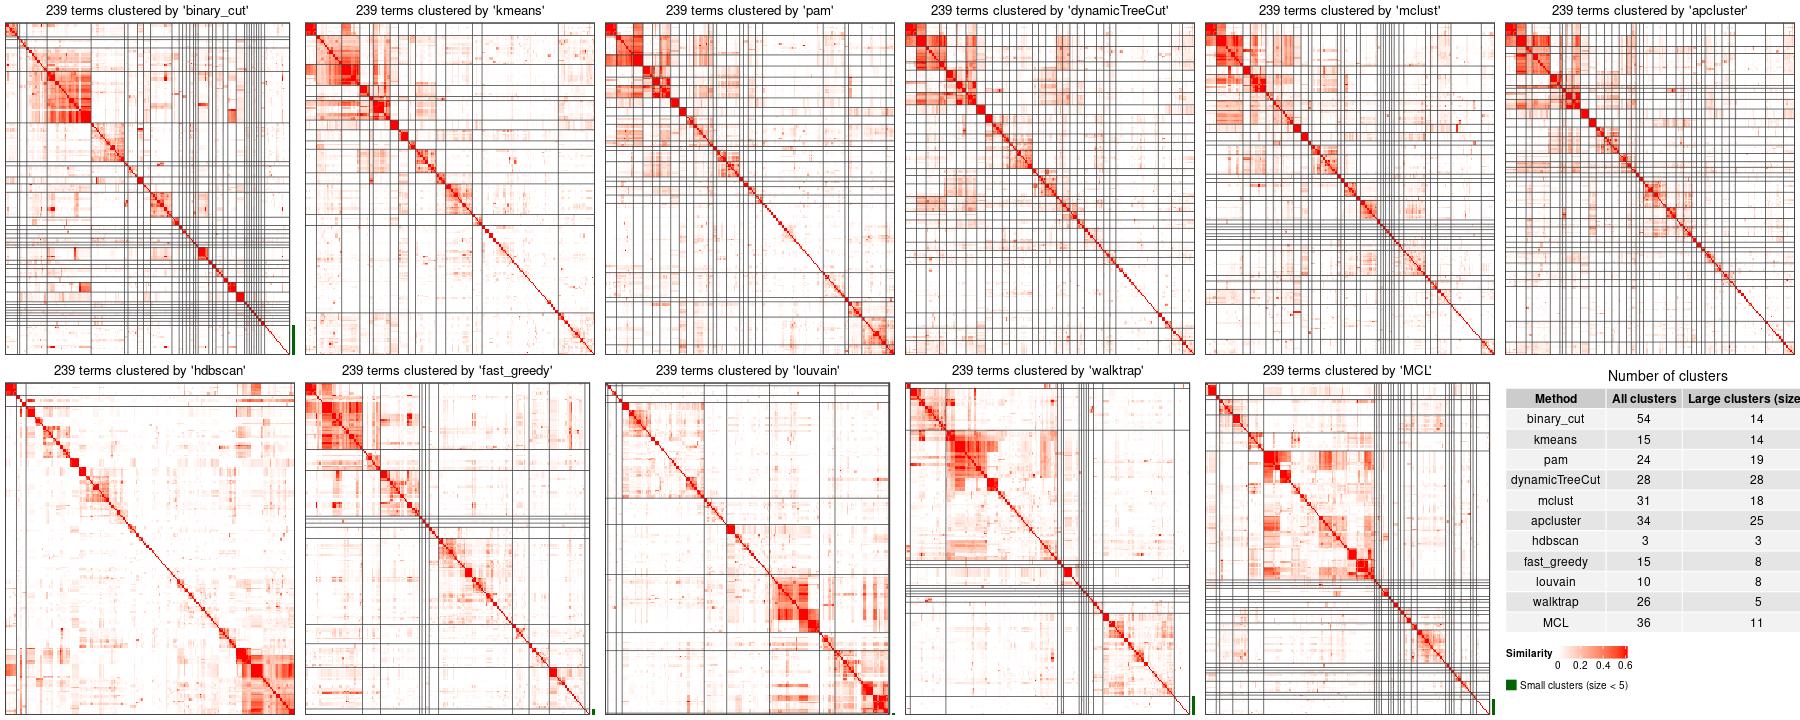 239 terms clustered by 'binary_cut'
239 terms clustered by 'kmeans'
239 terms clustered by 'pam'
239 terms clustered by 'dynamicTreeCut'
239 terms clustered by 'mclust'
239 terms clustered by 'apcluster'
239 terms clustered by 'hdbscan'
239 terms clustered by 'fast_greedy'
239 terms clustered by 'louvain'
239 terms clustered by 'walktrap'
239 terms clustered by 'MCL'
Number of clusters
Method All clusters Large clusters (size
binary_cut 54 14
kmeans 15 14
pam 24 19
dynamicTreeCut 28 28
mclust 31 18
apcluster 34 25
hdbscan 3 3
fast_greedy 15 8
louvain 10 8
walktrap 26 5
MCL 36 11
Similarity
0 0.2 0.4 0.6
Small clusters (size < 5)